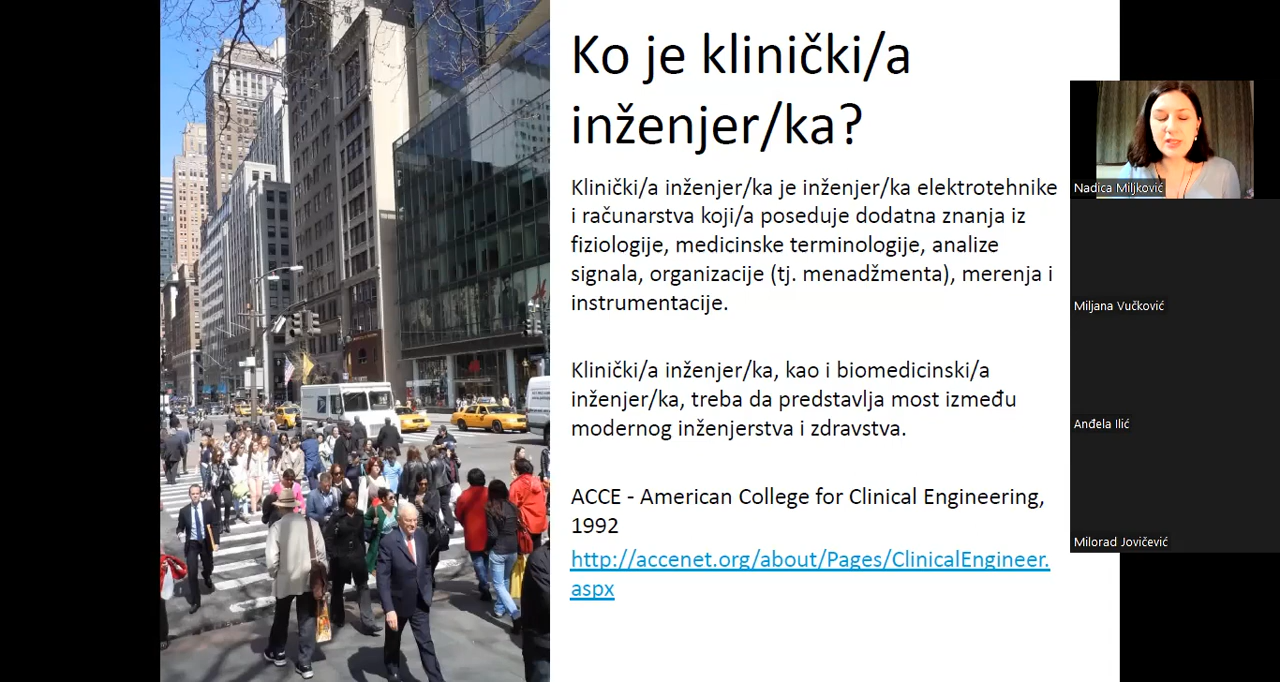 Ko je klinički/a
inženjer/ka?
Klinički/a inženjer/ka je inženjer/ka elektrotehnike
i računarstva koji/a poseduje dodatna znanja iz
fiziologije, medicinske terminologije, analize
signala, organizacije (tj. menadžmenta), merenja i
instrumentacije.
Klinički/a inženjer/ka, kao i biomedicinski/a
inženjer/ka, treba da predstavlja most između
modernog inženjerstva i zdravstva.
ACCE - American College for Clinical Engineering,
1992
http://accenet.org/about/Pages/ClinicalEngineer.
aspx
Nadica Miljković
Miljana Vučković
Anđela Ilić
Milorad Jovičević